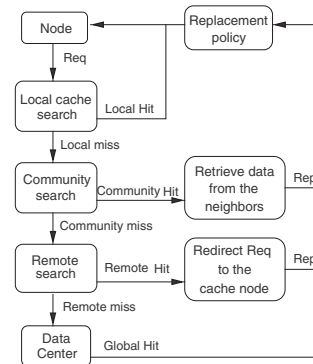 Node
Replacement
policy
Req
Local cache
search
Local Hit
Local miss
Community
search
Community Hit
Retrieve data
from the
neighbors
Rep
Community miss
Remote
search
Remote Hit
Redirect Req
to the
cache node
Rep
Remote miss
Data
Center
Global Hit